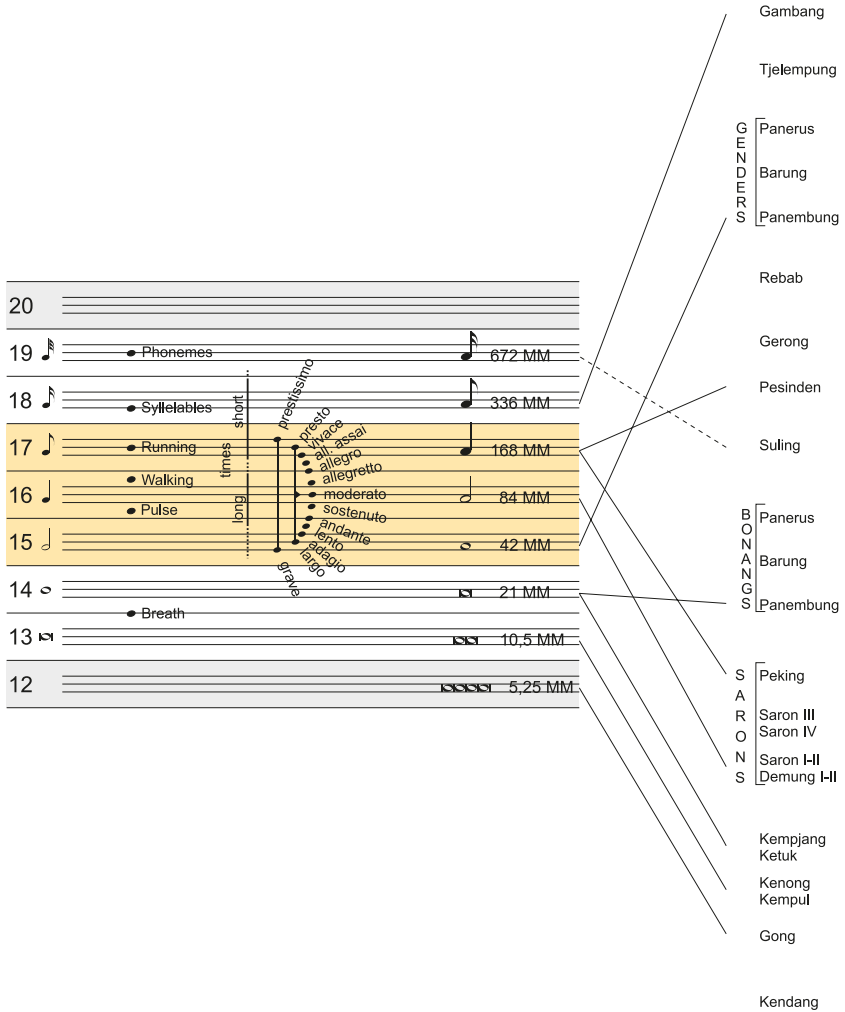 Gambang
Tjelempung
GENDERS
Panerus
Barung
Panembung
Rebab
Gerong
Pesinden
Suling
20
19 Phonemes 672 MM
18 Syllelables 336 MM
17 Running 168 MM
16 Walking 84 MM
Pulse
15 42 MM
14 21 MM
Breath
13 10,5 MM
12 5,25 MM
short
times
long
prestissimo
grave
presto
vivace
all. assai
allegro
allegretto
moderato
sostenuto
andante
lento
adagio
largo
BONANGS
Panerus
Barung
Panembung
SARONS
Peking
Saron III
Saron IV
Saron I-II
Demung I-II
Kempjang
Ketuk
Kenong
Kempul
Gong
Kendang